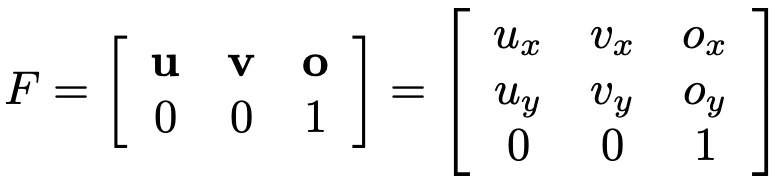 F = [ u v o ; 0 0 1 ] = [ u_x v_x o_x ; u_y v_y o_y ; 0 0 1 ]